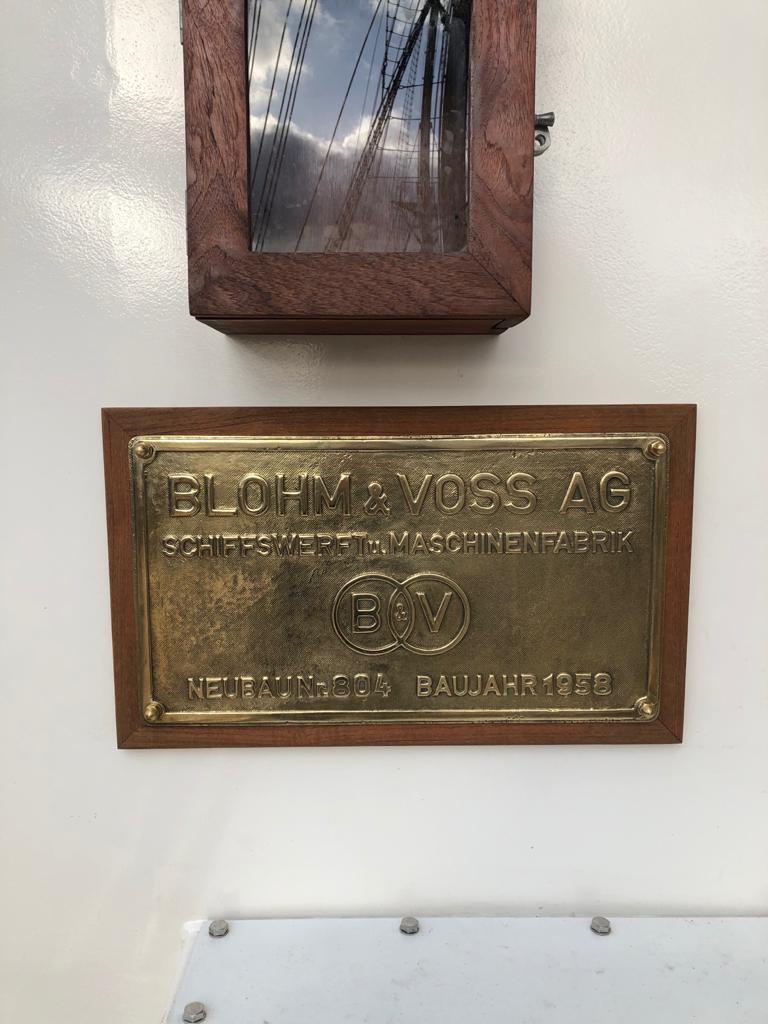 BLOHM & VOSS AG
SCHIFFSWERFT u. MASCHINENFABRIK
B&V
NEUBAU Nr. 804 BAUJAHR 1958